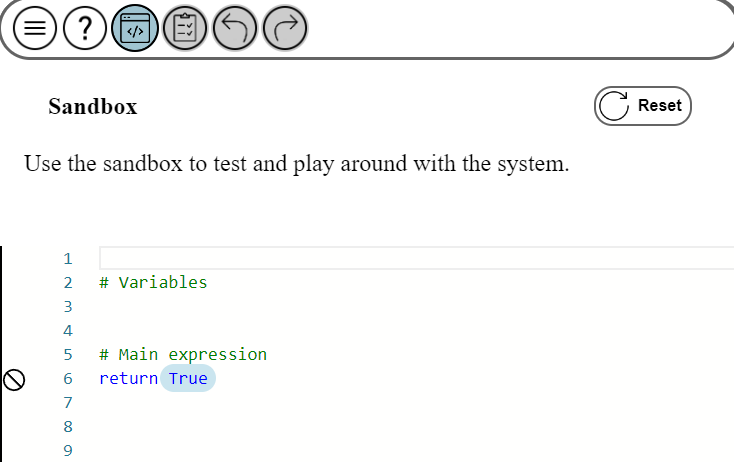 ?
</>
Sandbox
Reset
Use the sandbox to test and play around with the system.
1
2 # Variables
3
4
5 # Main expression
6 return True
7
8
9